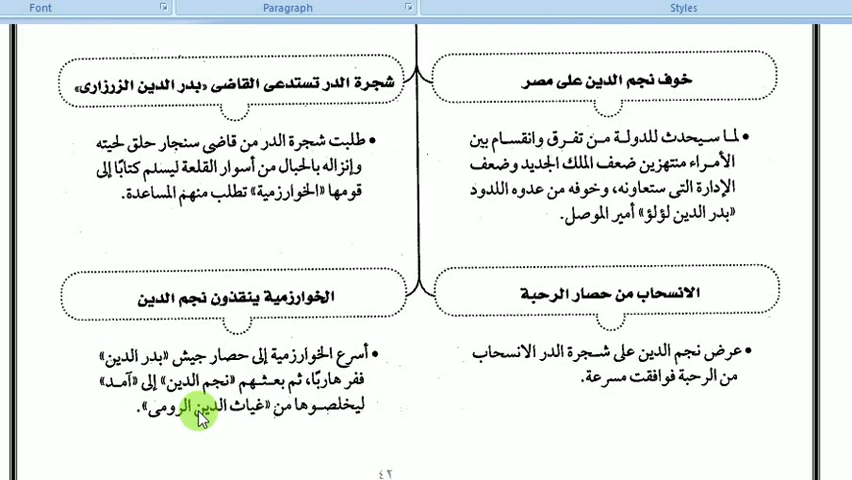 Font
Paragraph
Styles
خوف نجم الدين على مصر
• لما سيحدث للدولة من تفرق وانقسام بين
الأمراء منتهزين ضعف الملك الجديد وضعف
الإدارة التى ستعاونه، وخوفه من عدوه اللدود
«بدر الدين لؤلؤ» أمير الموصل.
شجرة الدر تستدعى القاضى «بدر الدين الزرزارى»
• طلبت شجرة الدر من قاضى سنجار حلق لحيته
وإنزاله بالحبال من أسوار القلعة ليسلم كتابًا إلى
قومها «الخوارزمية» تطلب منهم المساعدة.
الانسحاب من حصار الرحبة
• عرض نجم الدين على شجرة الدر الانسحاب
من الرحبة فوافقت مسرعة.
الخوارزمية ينقذون نجم الدين
• أسرع الخوارزمية إلى حصار جيش «بدر الدين»
ففر هاربًا، ثم بعثهم «نجم الدين» إلى «آمد»
ليخلصوها من «غياث الدين الرومى».
٤٢